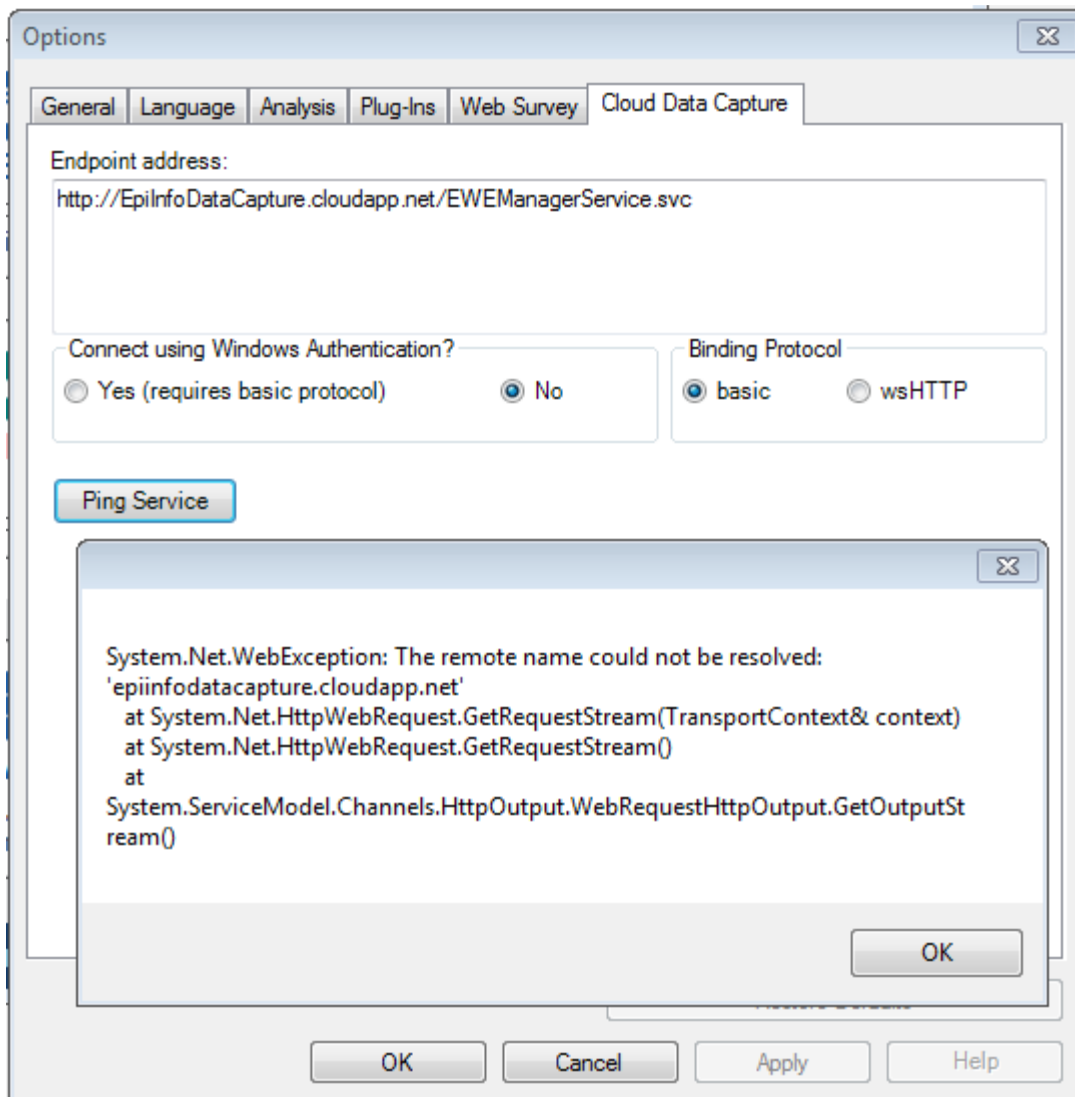 Options
General Language Analysis Plug-Ins Web Survey Cloud Data Capture
Endpoint address:
http://EpiInfoDataCapture.cloudapp.net/EWEManagerService.svc
Connect using Windows Authentication? Binding Protocol
Yes (requires basic protocol) No basic wsHTTP
Ping Service
System.Net.WebException: The remote name could not be resolved:
'epiinfodatacapture.cloudapp.net'
at System.Net.HttpWebRequest.GetRequestStream(TransportContext& context)
at System.Net.HttpWebRequest.GetRequestStream()
at
System.ServiceModel.Channels.HttpOutput.WebRequestHttpOutput.GetOutputSt
ream()
OK
OK Cancel Apply Help